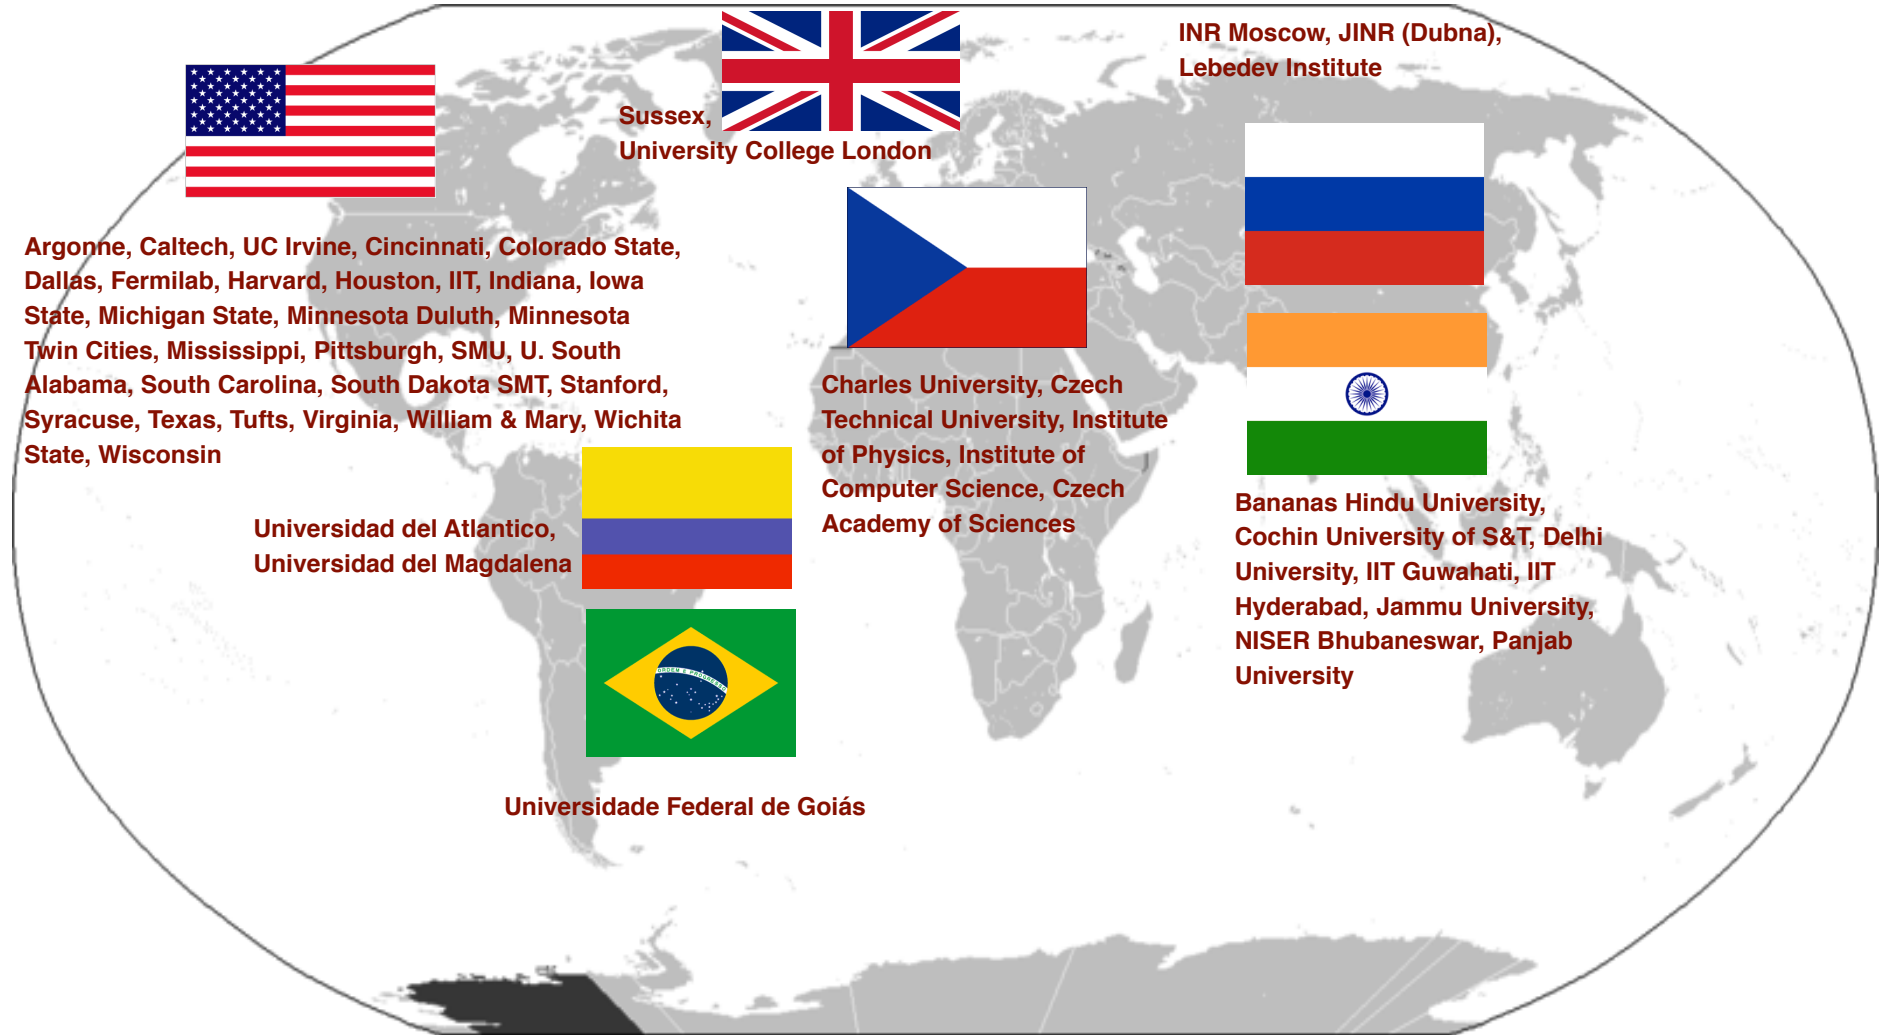 INR Moscow, JINR (Dubna),
Lebedev Institute
Sussex,
University College London
Argonne, Caltech, UC Irvine, Cincinnati, Colorado State,
Dallas, Fermilab, Harvard, Houston, IIT, Indiana, Iowa
State, Michigan State, Minnesota Duluth, Minnesota
Twin Cities, Mississippi, Pittsburgh, SMU, U. South
Alabama, South Carolina, South Dakota SMT, Stanford,
Syracuse, Texas, Tufts, Virginia, William & Mary, Wichita
State, Wisconsin
Charles University, Czech
Technical University, Institute
of Physics, Institute of
Computer Science, Czech
Academy of Sciences
Bananas Hindu University,
Cochin University of S&T, Delhi
University, IIT Guwahati, IIT
Hyderabad, Jammu University,
NISER Bhubaneswar, Panjab
University
Universidad del Atlantico,
Universidad del Magdalena
ORDEM E PROGRESSO
Universidade Federal de Goiás